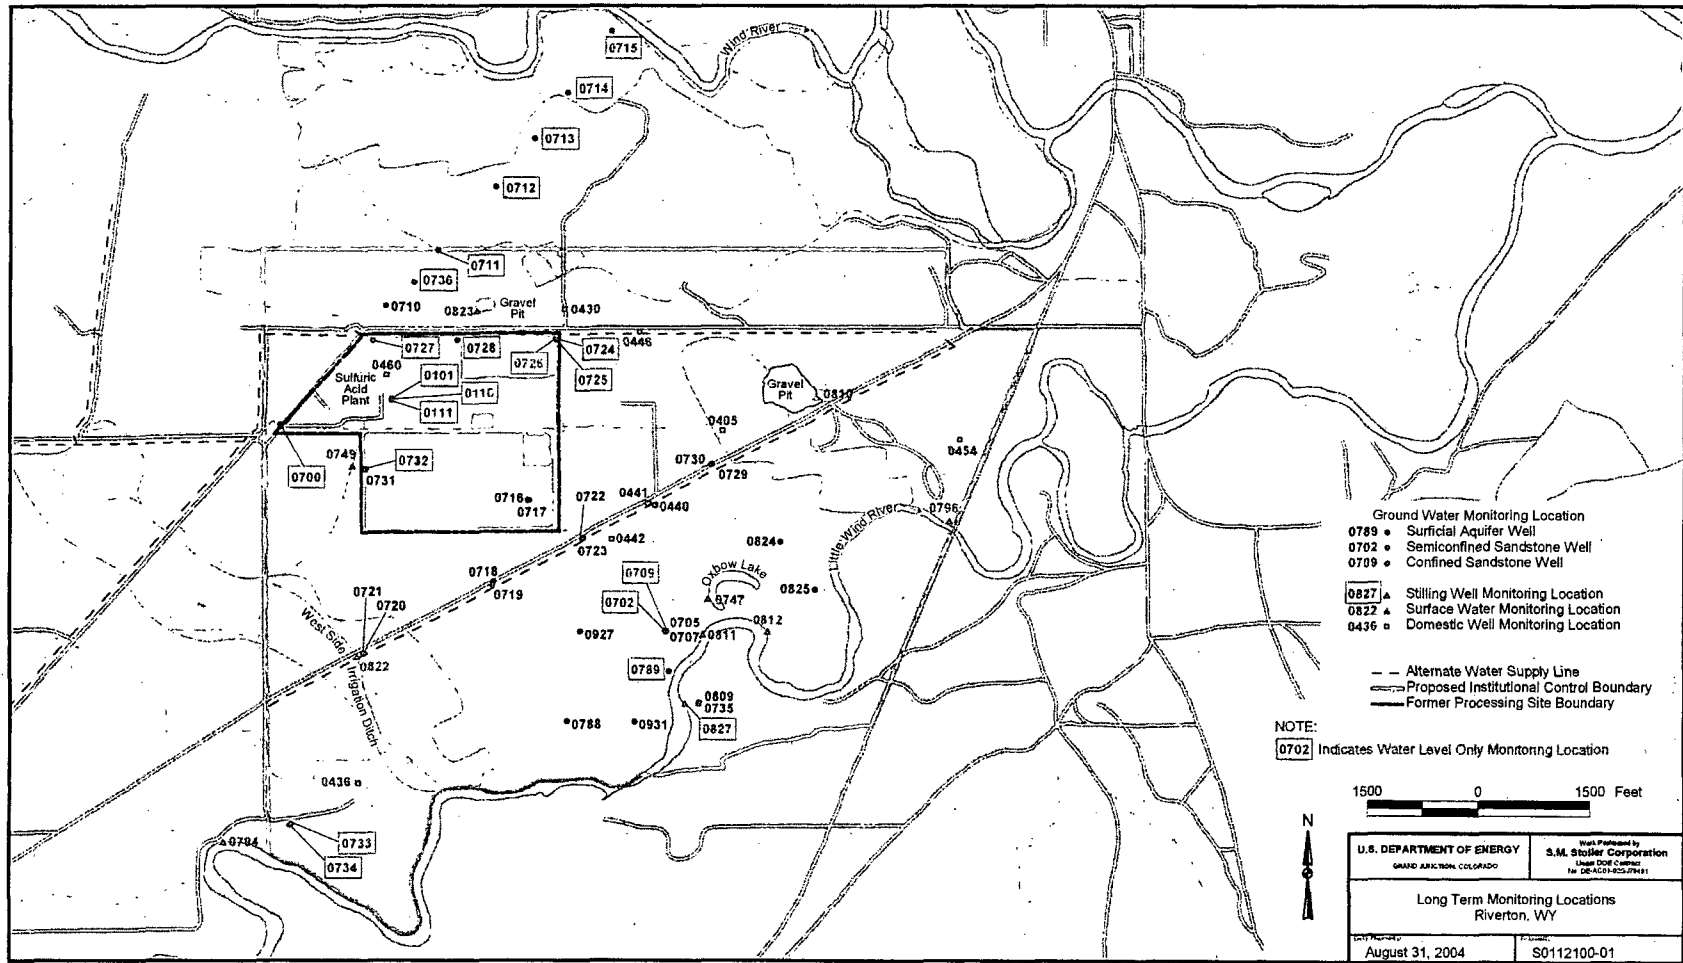 0715
Wind River
0714
0713
0712
0711
0736
0710
0823
Gravel
Pit
0430
0727
0728
0726
0724
0446
0725
0460
Sulfuric
Acid
Plant
0101
0111
Gravel
Pit
0810
0405
0454
0700
0749
0732
0731
0730
0729
0716
0717
0722
0441
0440
0723
0442
0796
Little Wind River
0824
0718
0719
0709
Oxbow Lake
0747
0825
0721
0720
0702
0705
0707
0811
0812
0927
West Side
Irrigation Ditch
0822
0789
0809
0735
0827
0788
0931
0436
0794
0733
0734
Ground Water Monitoring Location
0789 Surficial Aquifer Well
0702 Semiconfined Sandstone Well
0709 Confined Sandstone Well
0827 Stilling Well Monitoring Location
0822 Surface Water Monitoring Location
0436 Domestic Well Monitoring Location
Alternate Water Supply Line
Proposed Institutional Control Boundary
Former Processing Site Boundary
NOTE:
0702 Indicates Water Level Only Monitoring Location
1500 0 1500 Feet
N
U.S. DEPARTMENT OF ENERGY
GRAND JUNCTION, COLORADO
Work Performed by
S.M. Stoller Corporation
Under DOE Contract
Long Term Monitoring Locations
Riverton, WY
August 31, 2004
S0112100-01